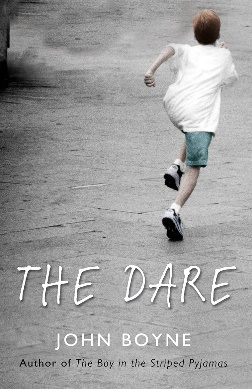 THE DARE
JOHN BOYNE
Author of The Boy in the Striped Pyjamas